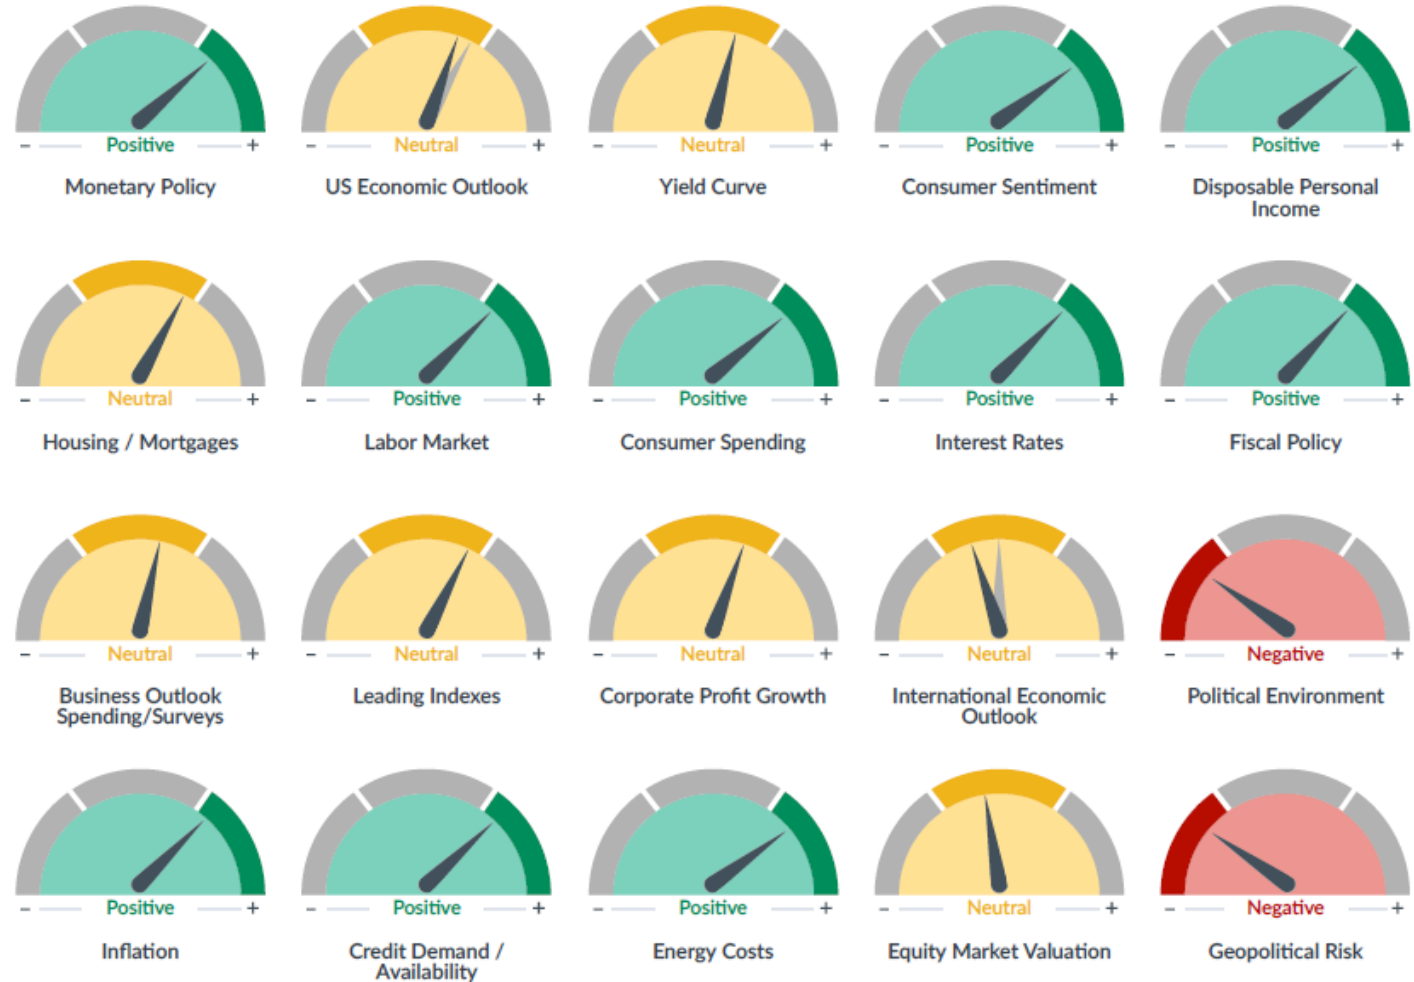 - Positive +
- Neutral +
- Neutral +
- Positive +
- Positive +
Monetary Policy
US Economic Outlook
Yield Curve
Consumer Sentiment
Disposable Personal
Income
- Neutral +
- Positive +
- Positive +
- Positive +
- Positive +
Housing / Mortgages
Labor Market
Consumer Spending
Interest Rates
Fiscal Policy
- Neutral +
- Neutral +
- Neutral +
- Neutral +
- Negative +
Business Outlook
Spending/Surveys
Leading Indexes
Corporate Profit Growth
International Economic
Outlook
Political Environment
- Positive +
- Positive +
- Positive +
- Neutral +
- Negative +
Inflation
Credit Demand /
Availability
Energy Costs
Equity Market Valuation
Geopolitical Risk